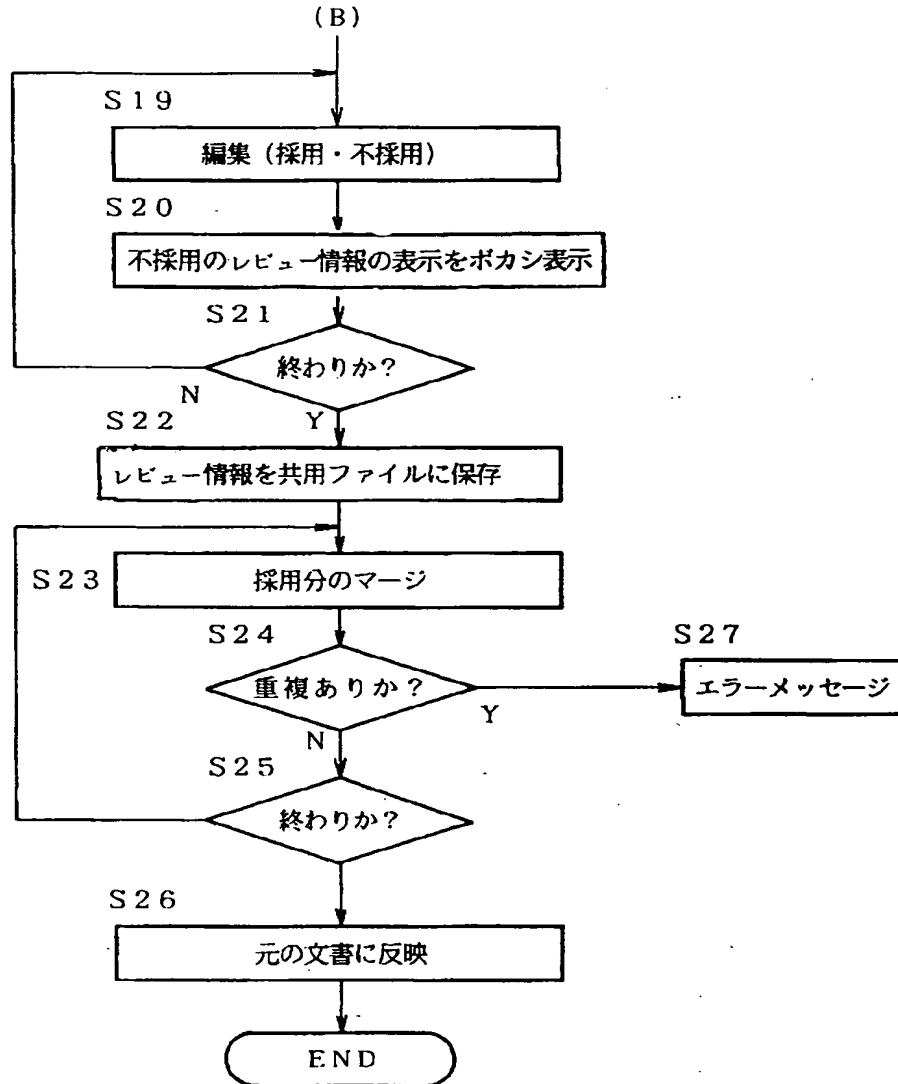 (B)
S19
編集(採用・不採用)
S20
不採用のレビュー情報の表示をボカシ表示
S21
終わりか?
N
Y
S22
レビュー情報を共用ファイルに保存
S23
採用分のマージ
S24
重複ありか?
Y
N
S27
エラーメッセージ
S25
終わりか?
S26
元の文書に反映
END